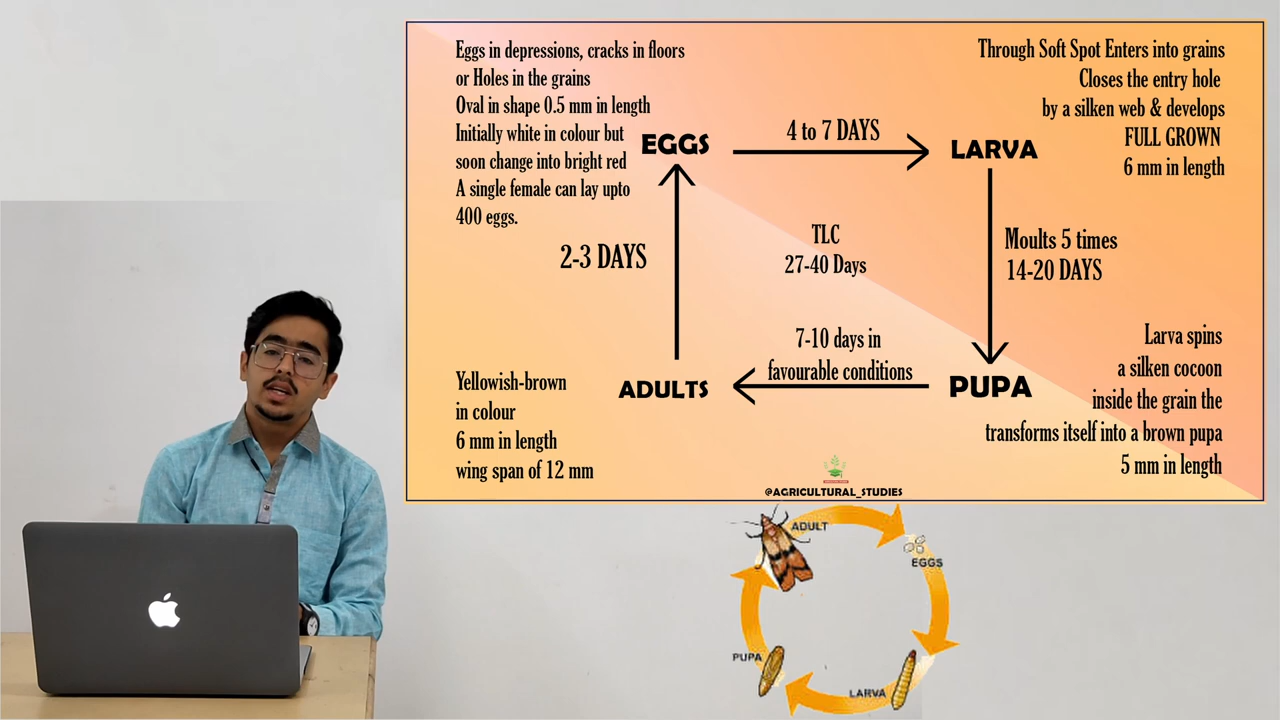 Eggs in depressions, cracks in floors
or Holes in the grains
Oval in shape 0.5 mm in length
Initially white in colour but
soon change into bright red
A single female can lay upto
400 eggs.
EGGS
4 to 7 DAYS
LARVA
Through Soft Spot Enters into grains
Closes the entry hole
by a silken web & develops
FULL GROWN
6 mm in length
2-3 DAYS
TLC
27-40 Days
Moults 5 times
14-20 DAYS
Yellowish-brown
in colour
6 mm in length
wing span of 12 mm
ADULTS
7-10 days in
favourable conditions
PUPA
Larva spins
a silken cocoon
inside the grain the
transforms itself into a brown pupa
5 mm in length
@AGRICULTURAL_STUDIES
ADULT
EGGS
PUPA
LARVA